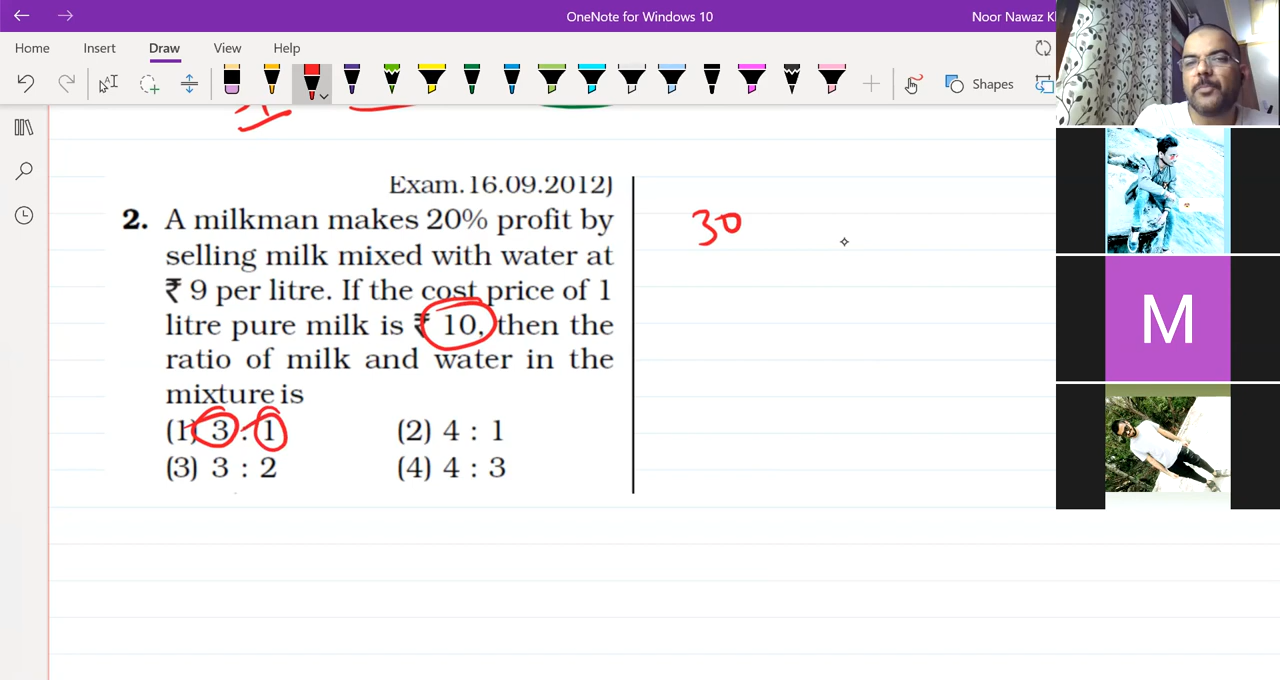 OneNote for Windows 10
Noor Nawaz Kl
Home Insert Draw View Help
Shapes
Exam.16.09.2012)
2. A milkman makes 20% profit by
selling milk mixed with water at
₹ 9 per litre. If the cost price of 1
litre pure milk is ₹ 10, then the
ratio of milk and water in the
mixture is
(1) 3 : 1 (2) 4 : 1
(3) 3 : 2 (4) 4 : 3
30
M